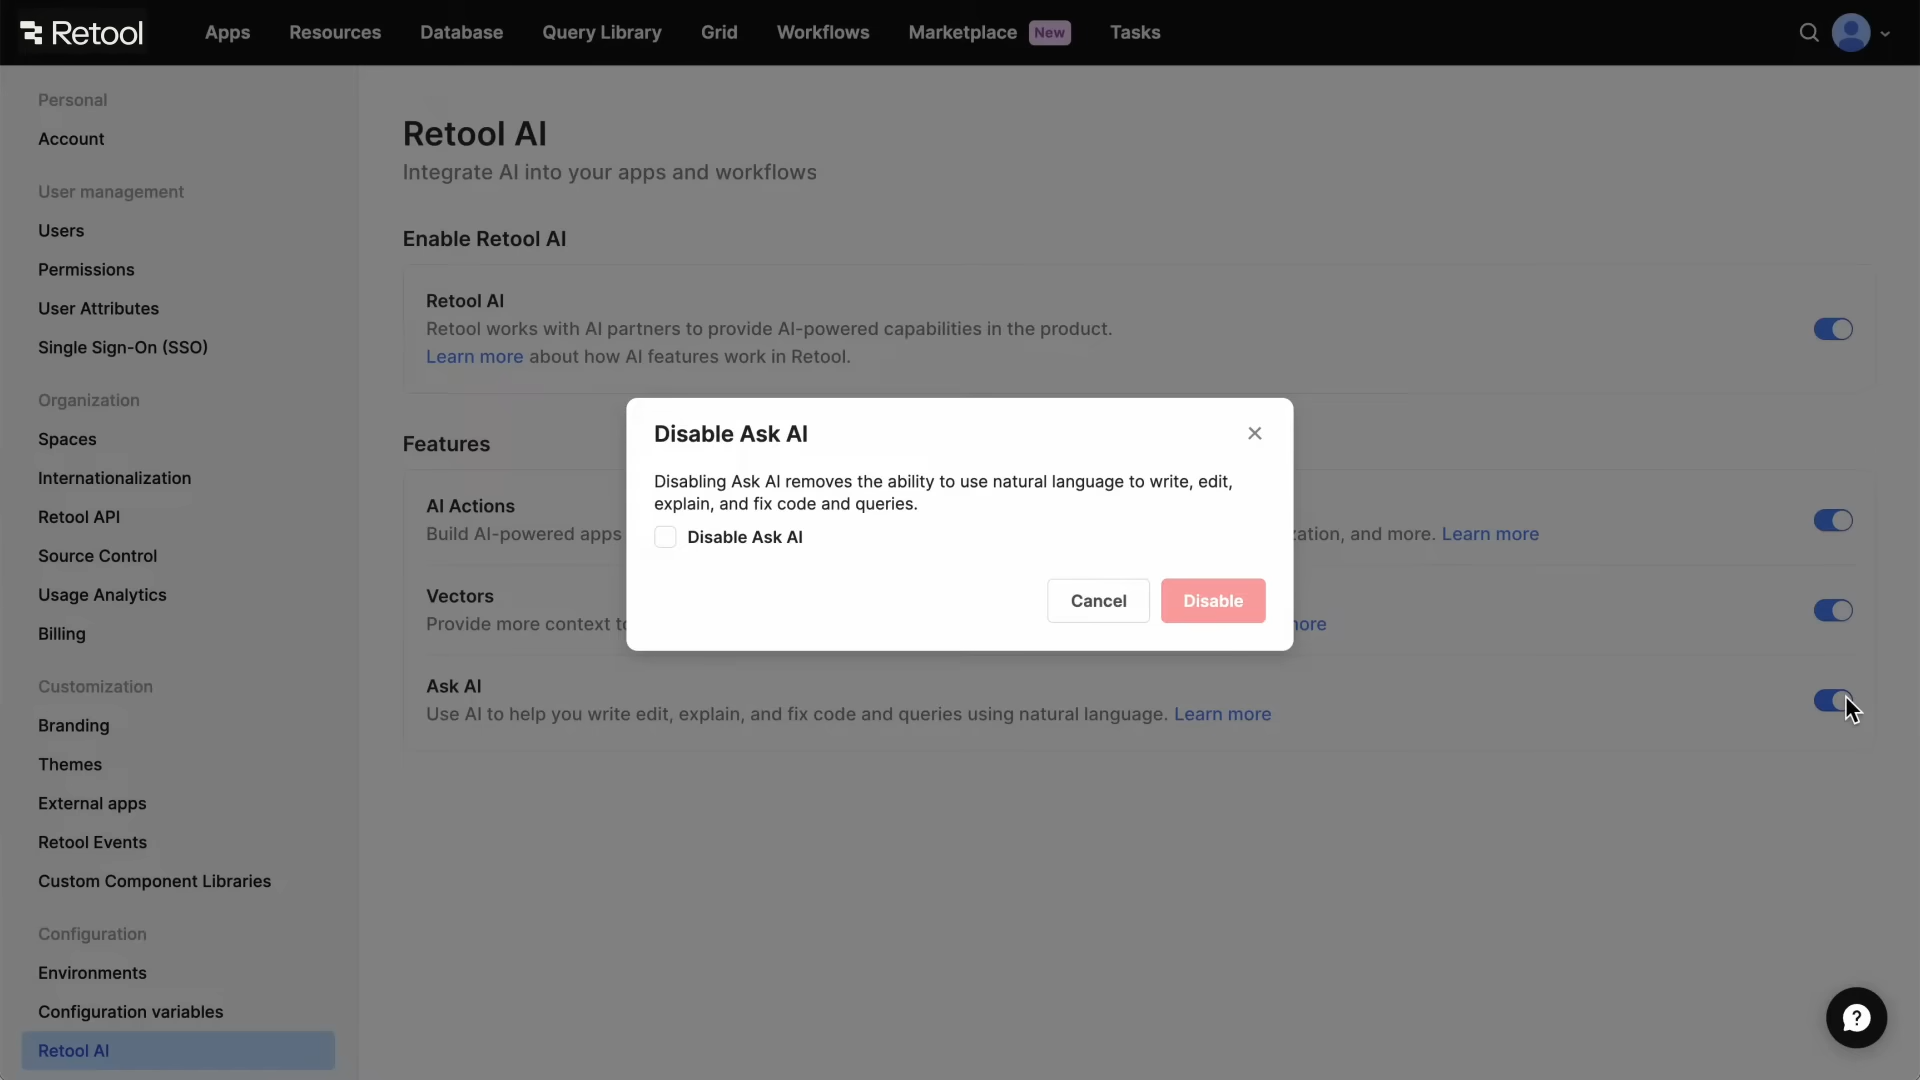 Retool
Apps
Resources
Database
Query Library
Grid
Workflows
Marketplace New
Tasks
Personal
Account
User management
Users
Permissions
User Attributes
Single Sign-On (SSO)
Organization
Spaces
Internationalization
Retool API
Source Control
Usage Analytics
Billing
Customization
Branding
Themes
External apps
Retool Events
Custom Component Libraries
Configuration
Environments
Configuration variables
Retool AI
Retool AI
Integrate AI into your apps and workflows
Enable Retool AI
Retool AI
Retool works with AI partners to provide AI-powered capabilities in the product.
Learn more about how AI features work in Retool.
Features
AI Actions
Build AI-powered apps
and more. Learn more
Vectors
Provide more context
Ask AI
Use AI to help you write edit, explain, and fix code and queries using natural language. Learn more
Disable Ask AI
Disabling Ask AI removes the ability to use natural language to write, edit,
explain, and fix code and queries.
Disable Ask AI
Cancel
Disable
?